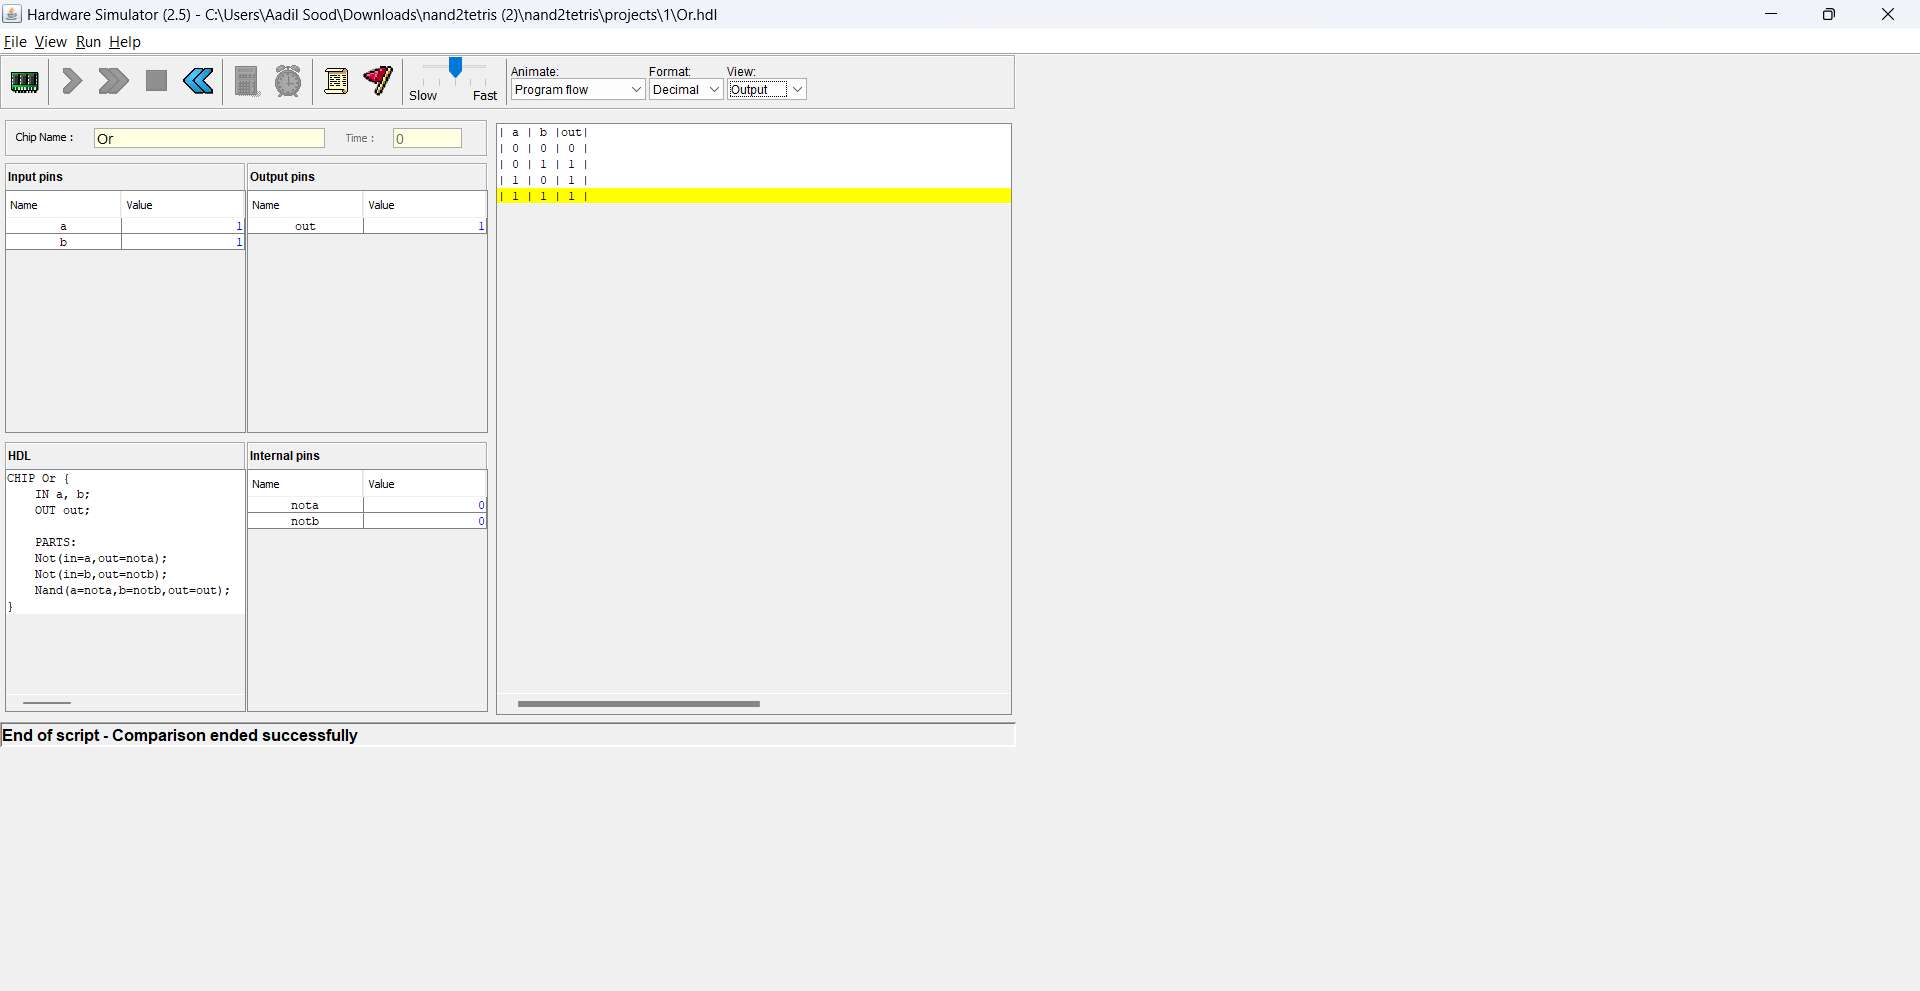 Hardware Simulator (2.5) - C:\Users\Aadil Sood\Downloads\nand2tetris (2)\nand2tetris\projects\1\Or.hdl
File View Run Help
Slow Fast
Animate: Format: View:
Program flow Decimal Output
Chip Name : Or Time : 0
Input pins
Name Value
a 1
b 1
Output pins
Name Value
out 1
HDL
CHIP Or {
    IN a, b;
    OUT out;
    PARTS:
    Not(in=a,out=nota);
    Not(in=b,out=notb);
    Nand(a=nota,b=notb,out=out);
}
Internal pins
Name Value
nota 0
notb 0
| a | b |out|
| 0 | 0 | 0 |
| 0 | 1 | 1 |
| 1 | 0 | 1 |
| 1 | 1 | 1 |
End of script - Comparison ended successfully